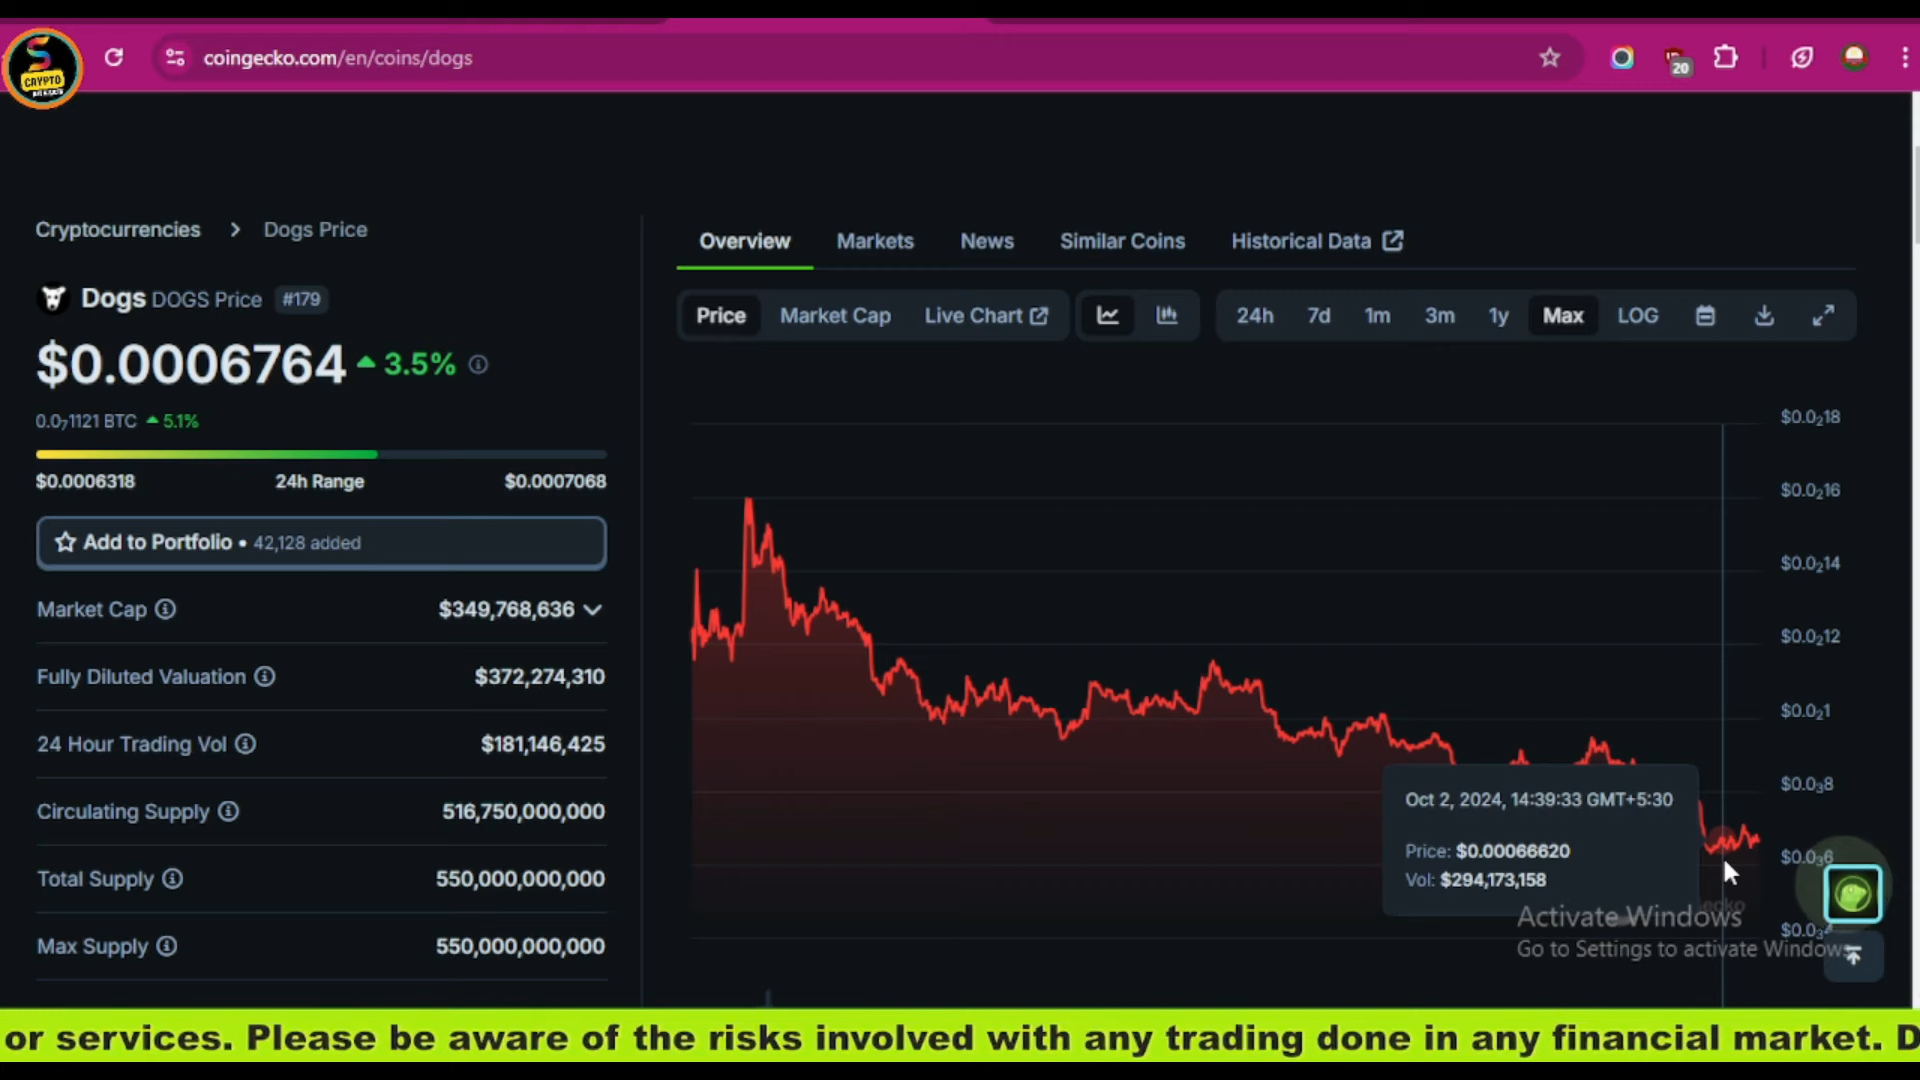 S
CRYPTO
coingecko.com/en/coins/dogs
20
Cryptocurrencies > Dogs Price
Dogs DOGS Price #179
$0.0006764 3.5%
0.0₇1121 BTC 5.1%
$0.0006318 24h Range $0.0007068
Add to Portfolio • 42,128 added
Market Cap $349,768,636
Fully Diluted Valuation $372,274,310
24 Hour Trading Vol $181,146,425
Circulating Supply 516,750,000,000
Total Supply 550,000,000,000
Max Supply 550,000,000,000
Overview Markets News Similar Coins Historical Data
Price Market Cap Live Chart 24h 7d 1m 3m 1y Max LOG
$0.0₂18
$0.0₂16
$0.0₂14
$0.0₂12
$0.0₂1
$0.0₃8
$0.0₃6
$0.0₃4
Oct 2, 2024, 14:39:33 GMT+5:30
Price: $0.00066620
Vol: $294,173,158
Activate Windows
Go to Settings to activate Windows
or services. Please be aware of the risks involved with any trading done in any financial market. D